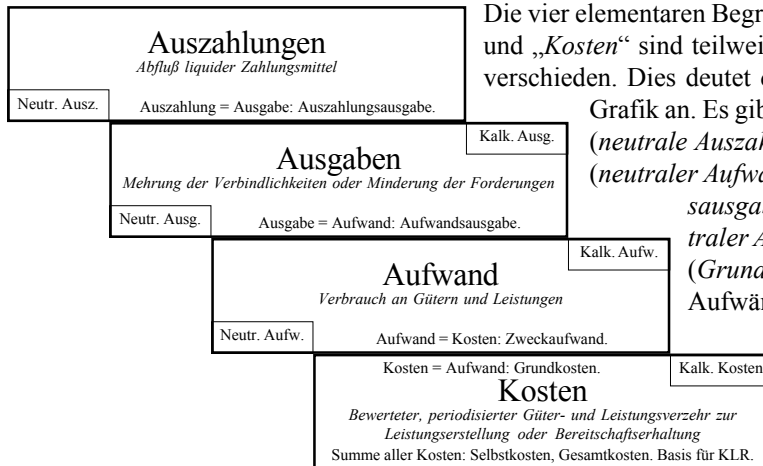 Die vier elementaren Begr
und „Kosten“ sind teilwei
verschieden. Dies deutet
Grafik an. Es gib
(neutrale Auszah
(neutraler Aufwa
sausga
traler A
(Grund
Aufwän
Auszahlungen
Abfluß liquider Zahlungsmittel
Neutr. Ausz.
Auszahlung = Ausgabe: Auszahlungsausgabe.
Kalk. Ausg.
Ausgaben
Mehrung der Verbindlichkeiten oder Minderung der Forderungen
Neutr. Ausg.
Ausgabe = Aufwand: Aufwandsausgabe.
Kalk. Aufw.
Aufwand
Verbrauch an Gütern und Leistungen
Neutr. Aufw.
Aufwand = Kosten: Zweckaufwand.
Kosten = Aufwand: Grundkosten.
Kalk. Kosten
Kosten
Bewerteter, periodisierter Güter- und Leistungsverzehr zur
Leistungserstellung oder Bereitschaftserhaltung
Summe aller Kosten: Selbstkosten, Gesamtkosten. Basis für KLR.